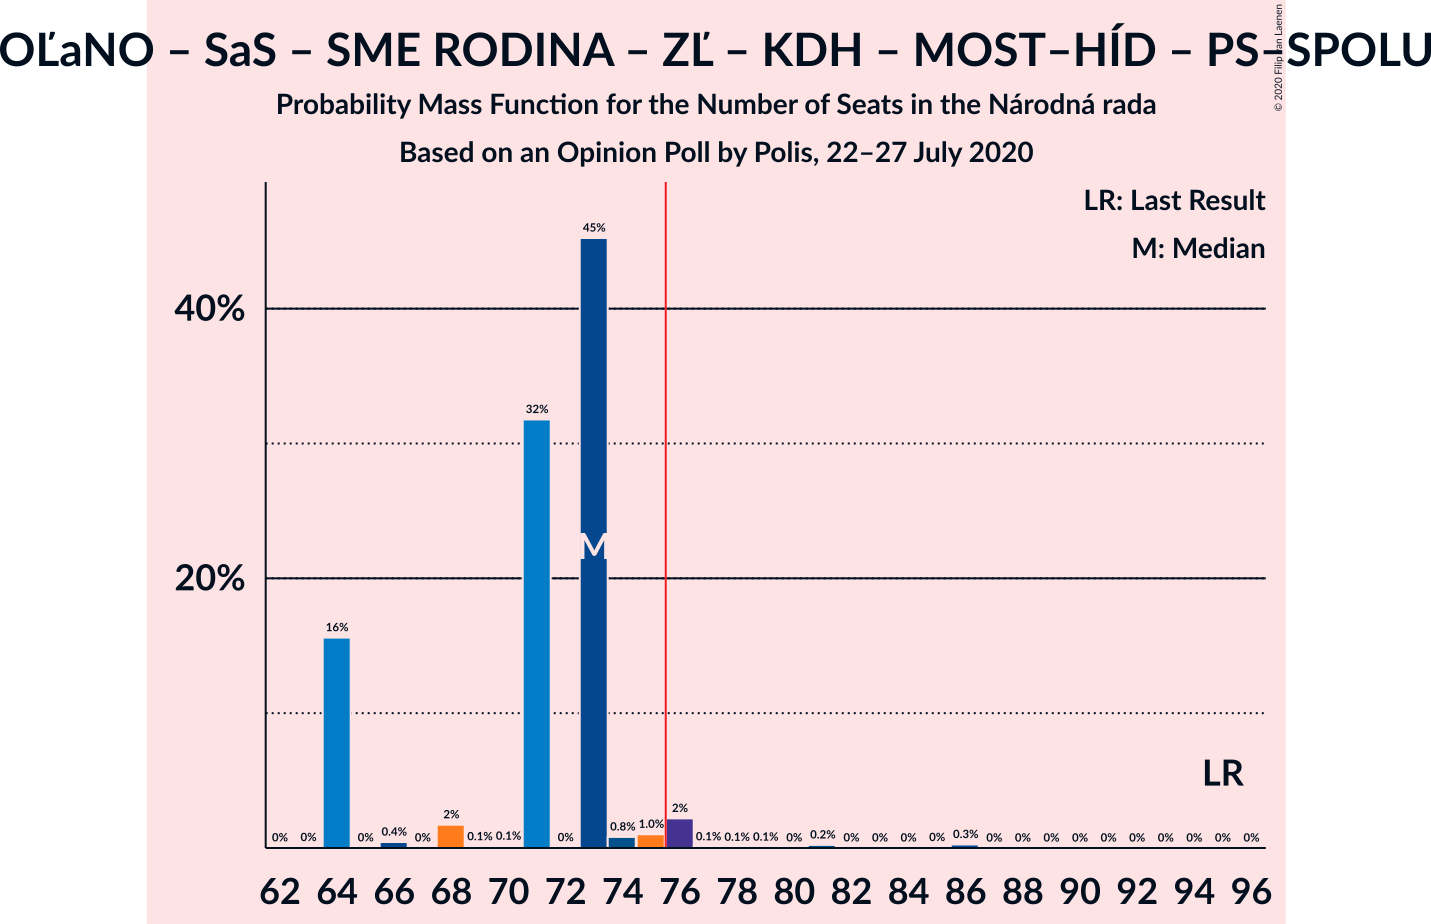 OĽaNO – SaS – SME RODINA – ZĽ – KDH – MOST–HÍD – PS–SPOLU
© 2020 Filip van Laenen
Probability Mass Function for the Number of Seats in the Národná rada
Based on an Opinion Poll by Polis, 22–27 July 2020
LR: Last Result
M: Median
40%
20%
0% 0% 16% 0% 0.4% 0% 2% 0.1% 0.1% 32% 0% 45% 0.8% 1.0% 2% 0.1% 0.1% 0.1% 0% 0.2% 0% 0% 0% 0% 0.3% 0% 0% 0% 0% 0% 0% 0% 0% 0% 0%
M
LR
62 64 66 68 70 72 74 76 78 80 82 84 86 88 90 92 94 96